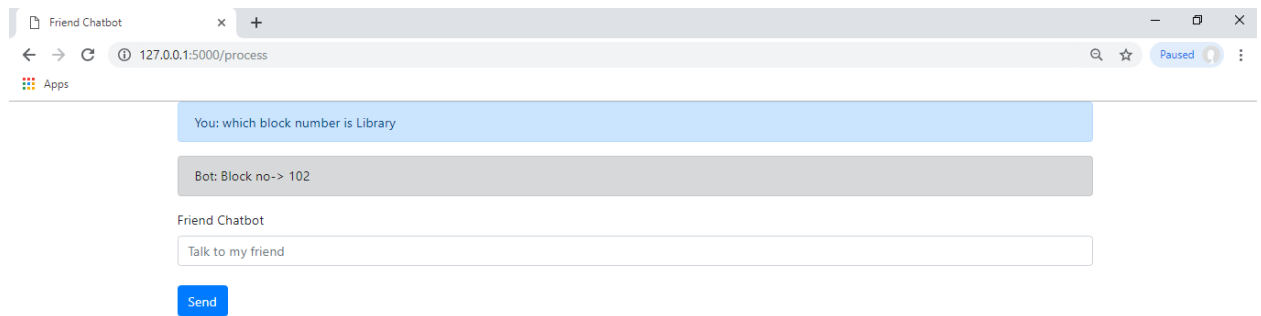 Friend Chatbot
127.0.0.1:5000/process
Paused
Apps
You: which block number is Library
Bot: Block no-> 102
Friend Chatbot
Talk to my friend
Send